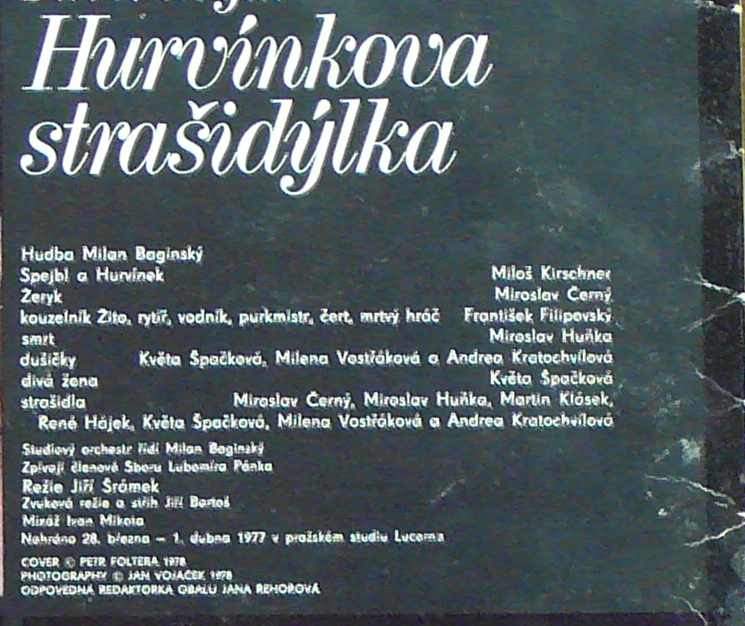 Hurvínkova
strašidýlka
Hudba Milan Baginský
Spejbl a Hurvínek Miloš Kirschner
Žeryk Miroslav Černý
kouzelník Žito, rytíř, vodník, purkmistr, čert, mrtvý hráč František Filipovský
smrt Miroslav Huňka
dušičky Květa Špačková, Milena Vostřáková a Andrea Kratochvílová
divá žena Květa Špačková
strašidla Miroslav Černý, Miroslav Huňka, Martin Klásek,
René Hájek, Květa Špačková, Milena Vostřáková a Andrea Kratochvílová
Studiový orchestr řídí Milan Baginský
Zpívají členové Sboru Lubomíra Pánka
Režie Jiří Šrámek
Zvuková režie a střih Jiří Bartoš
Mixáž Ivan Mikota
Nahráno 28. března – 1. dubna 1977 v pražském studiu Lucerna
COVER © PETR FOLTERA 1978
PHOTOGRAPHY © JAN VOJÁČEK 1978
ODPOVĚDNÁ REDAKTORKA OBALU JANA ŘEHOŘOVÁ